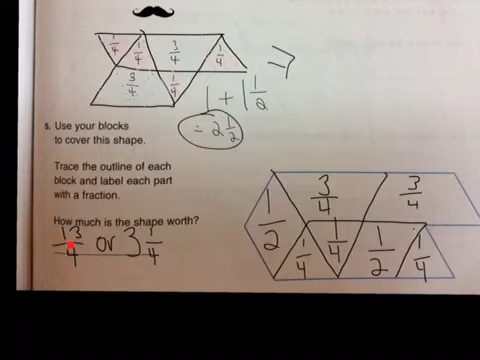 1/4 1/4 3/4 1/4
3/4 1/4
1 + 1 1/2
= 2 1/2
5. Use your blocks
to cover this shape.
Trace the outline of each
block and label each part
with a fraction.
How much is the shape worth?
13/4 or 3 1/4
1/2 3/4 3/4
1/4 1/4 1/2 1/4